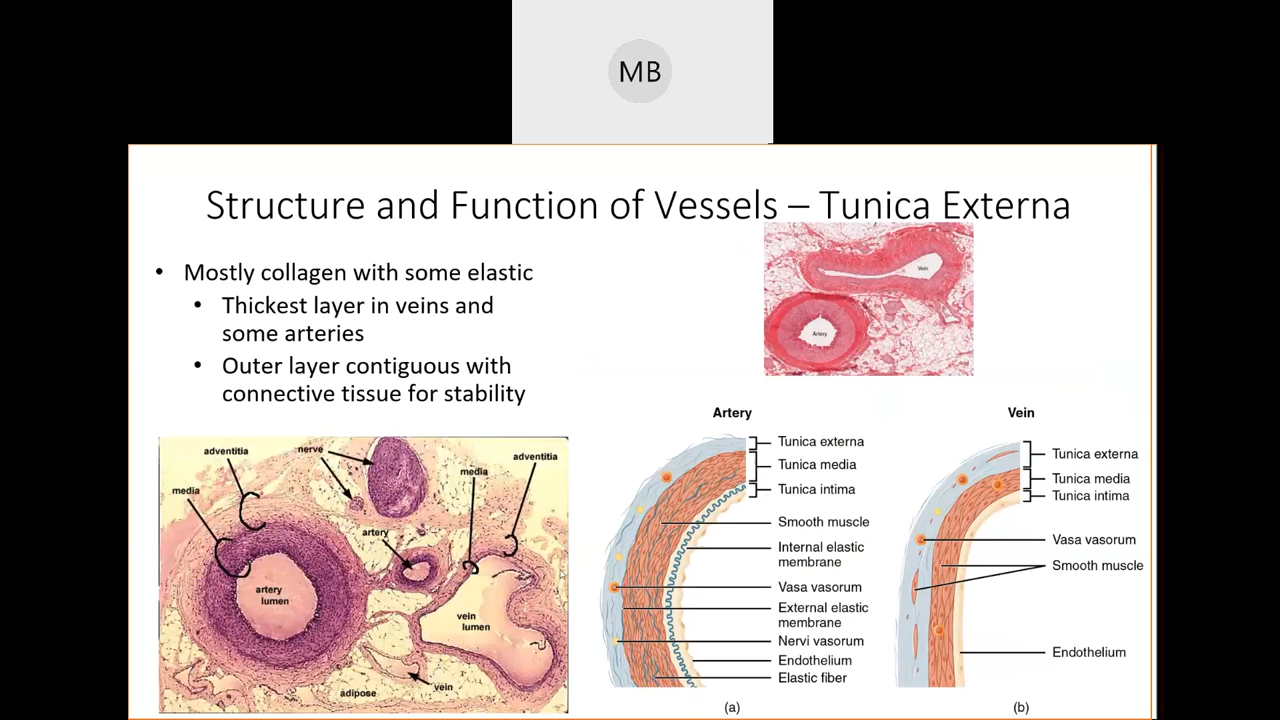 MB
Structure and Function of Vessels – Tunica Externa
• Mostly collagen with some elastic
• Thickest layer in veins and
some arteries
• Outer layer contiguous with
connective tissue for stability
Vein
Artery
adventitia
nerve
media
adventitia
media
artery
artery
lumen
vein
lumen
vein
adipose
Artery
Tunica externa
Tunica media
Tunica intima
Smooth muscle
Internal elastic
membrane
Vasa vasorum
External elastic
membrane
Nervi vasorum
Endothelium
Elastic fiber
(a)
Vein
Tunica externa
Tunica media
Tunica intima
Vasa vasorum
Smooth muscle
Endothelium
(b)